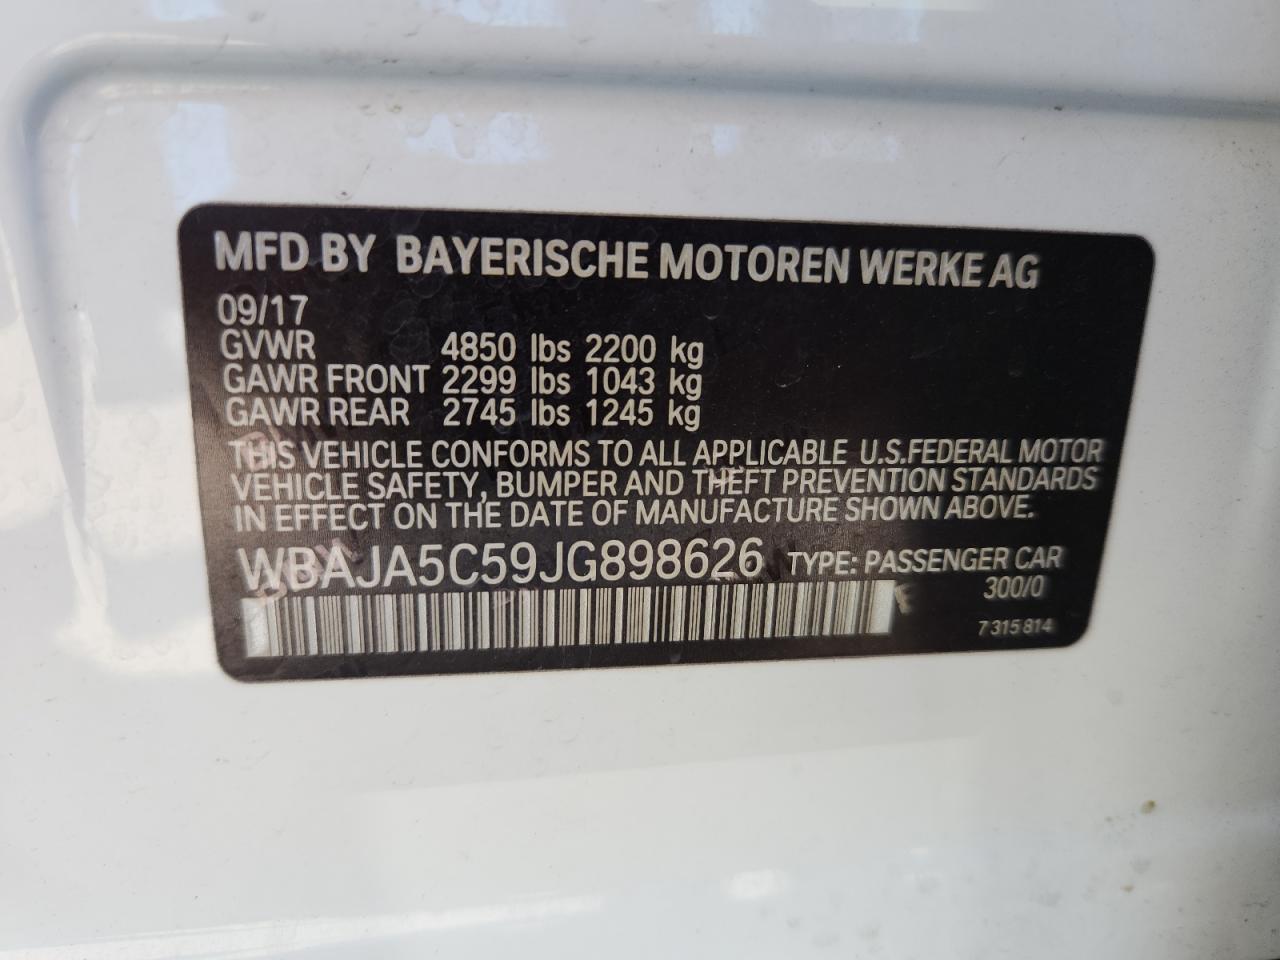 MFD BY BAYERISCHE MOTOREN WERKE AG
09/17
GVWR 4850 lbs 2200 kg
GAWR FRONT 2299 lbs 1043 kg
GAWR REAR 2745 lbs 1245 kg
THIS VEHICLE CONFORMS TO ALL APPLICABLE U.S.FEDERAL MOTOR
VEHICLE SAFETY, BUMPER AND THEFT PREVENTION STANDARDS
IN EFFECT ON THE DATE OF MANUFACTURE SHOWN ABOVE.
WBAJA5C59JG898626 TYPE: PASSENGER CAR
300/0
7 315 814